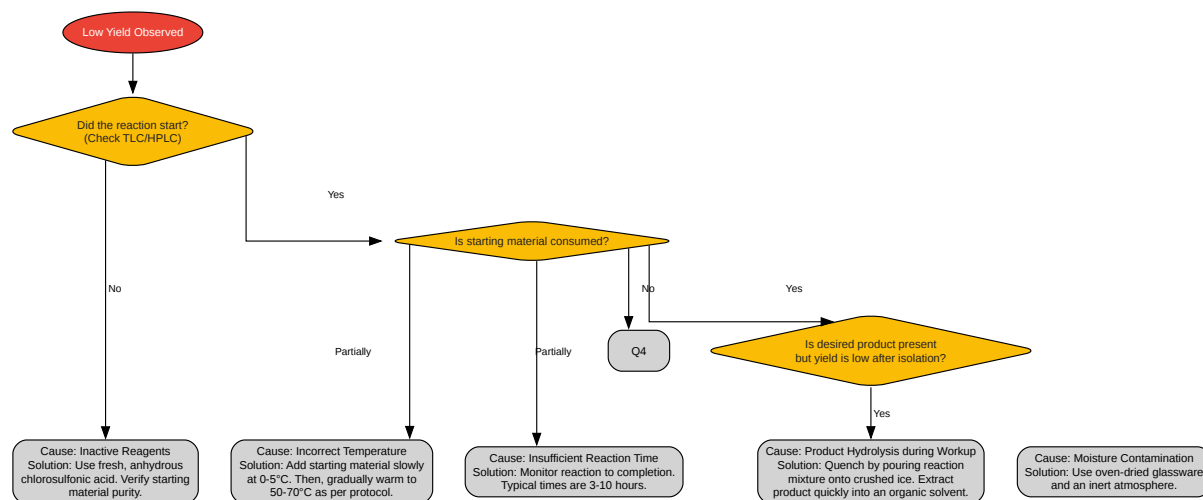 Low Yield Observed
Did the reaction start?
(Check TLC/HPLC)
Yes
Is starting material consumed?
No
No
Yes
Partially
Partially
Q4
Is desired product present
but yield is low after isolation?
Yes
Cause: Inactive Reagents
Solution: Use fresh, anhydrous
chlorosulfonic acid. Verify starting
material purity.
Cause: Incorrect Temperature
Solution: Add starting material slowly
at 0-5°C. Then, gradually warm to
50-70°C as per protocol.
Cause: Insufficient Reaction Time
Solution: Monitor reaction to completion.
Typical times are 3-10 hours.
Cause: Product Hydrolysis during Workup
Solution: Quench by pouring reaction
mixture onto crushed ice. Extract
product quickly into an organic solvent.
Cause: Moisture Contamination
Solution: Use oven-dried glassware
and an inert atmosphere.